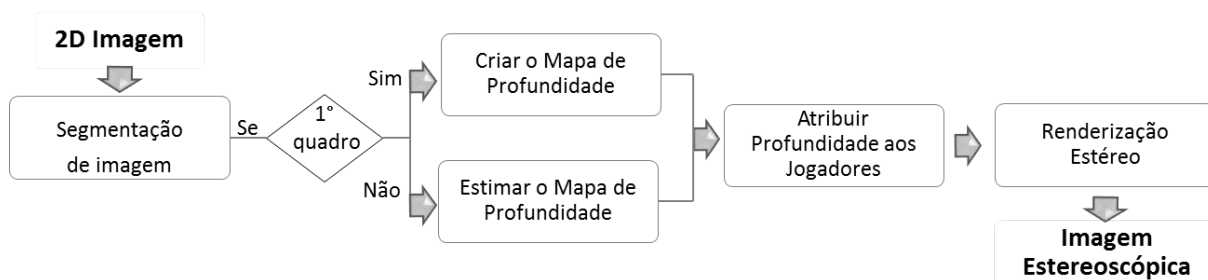 2D Imagem
Segmentação
de imagem
Se
1°
quadro
Sim
Não
Criar o Mapa de
Profundidade
Estimar o Mapa de
Profundidade
Atribuir
Profundidade aos
Jogadores
Renderização
Estéreo
Imagem
Estereoscópica